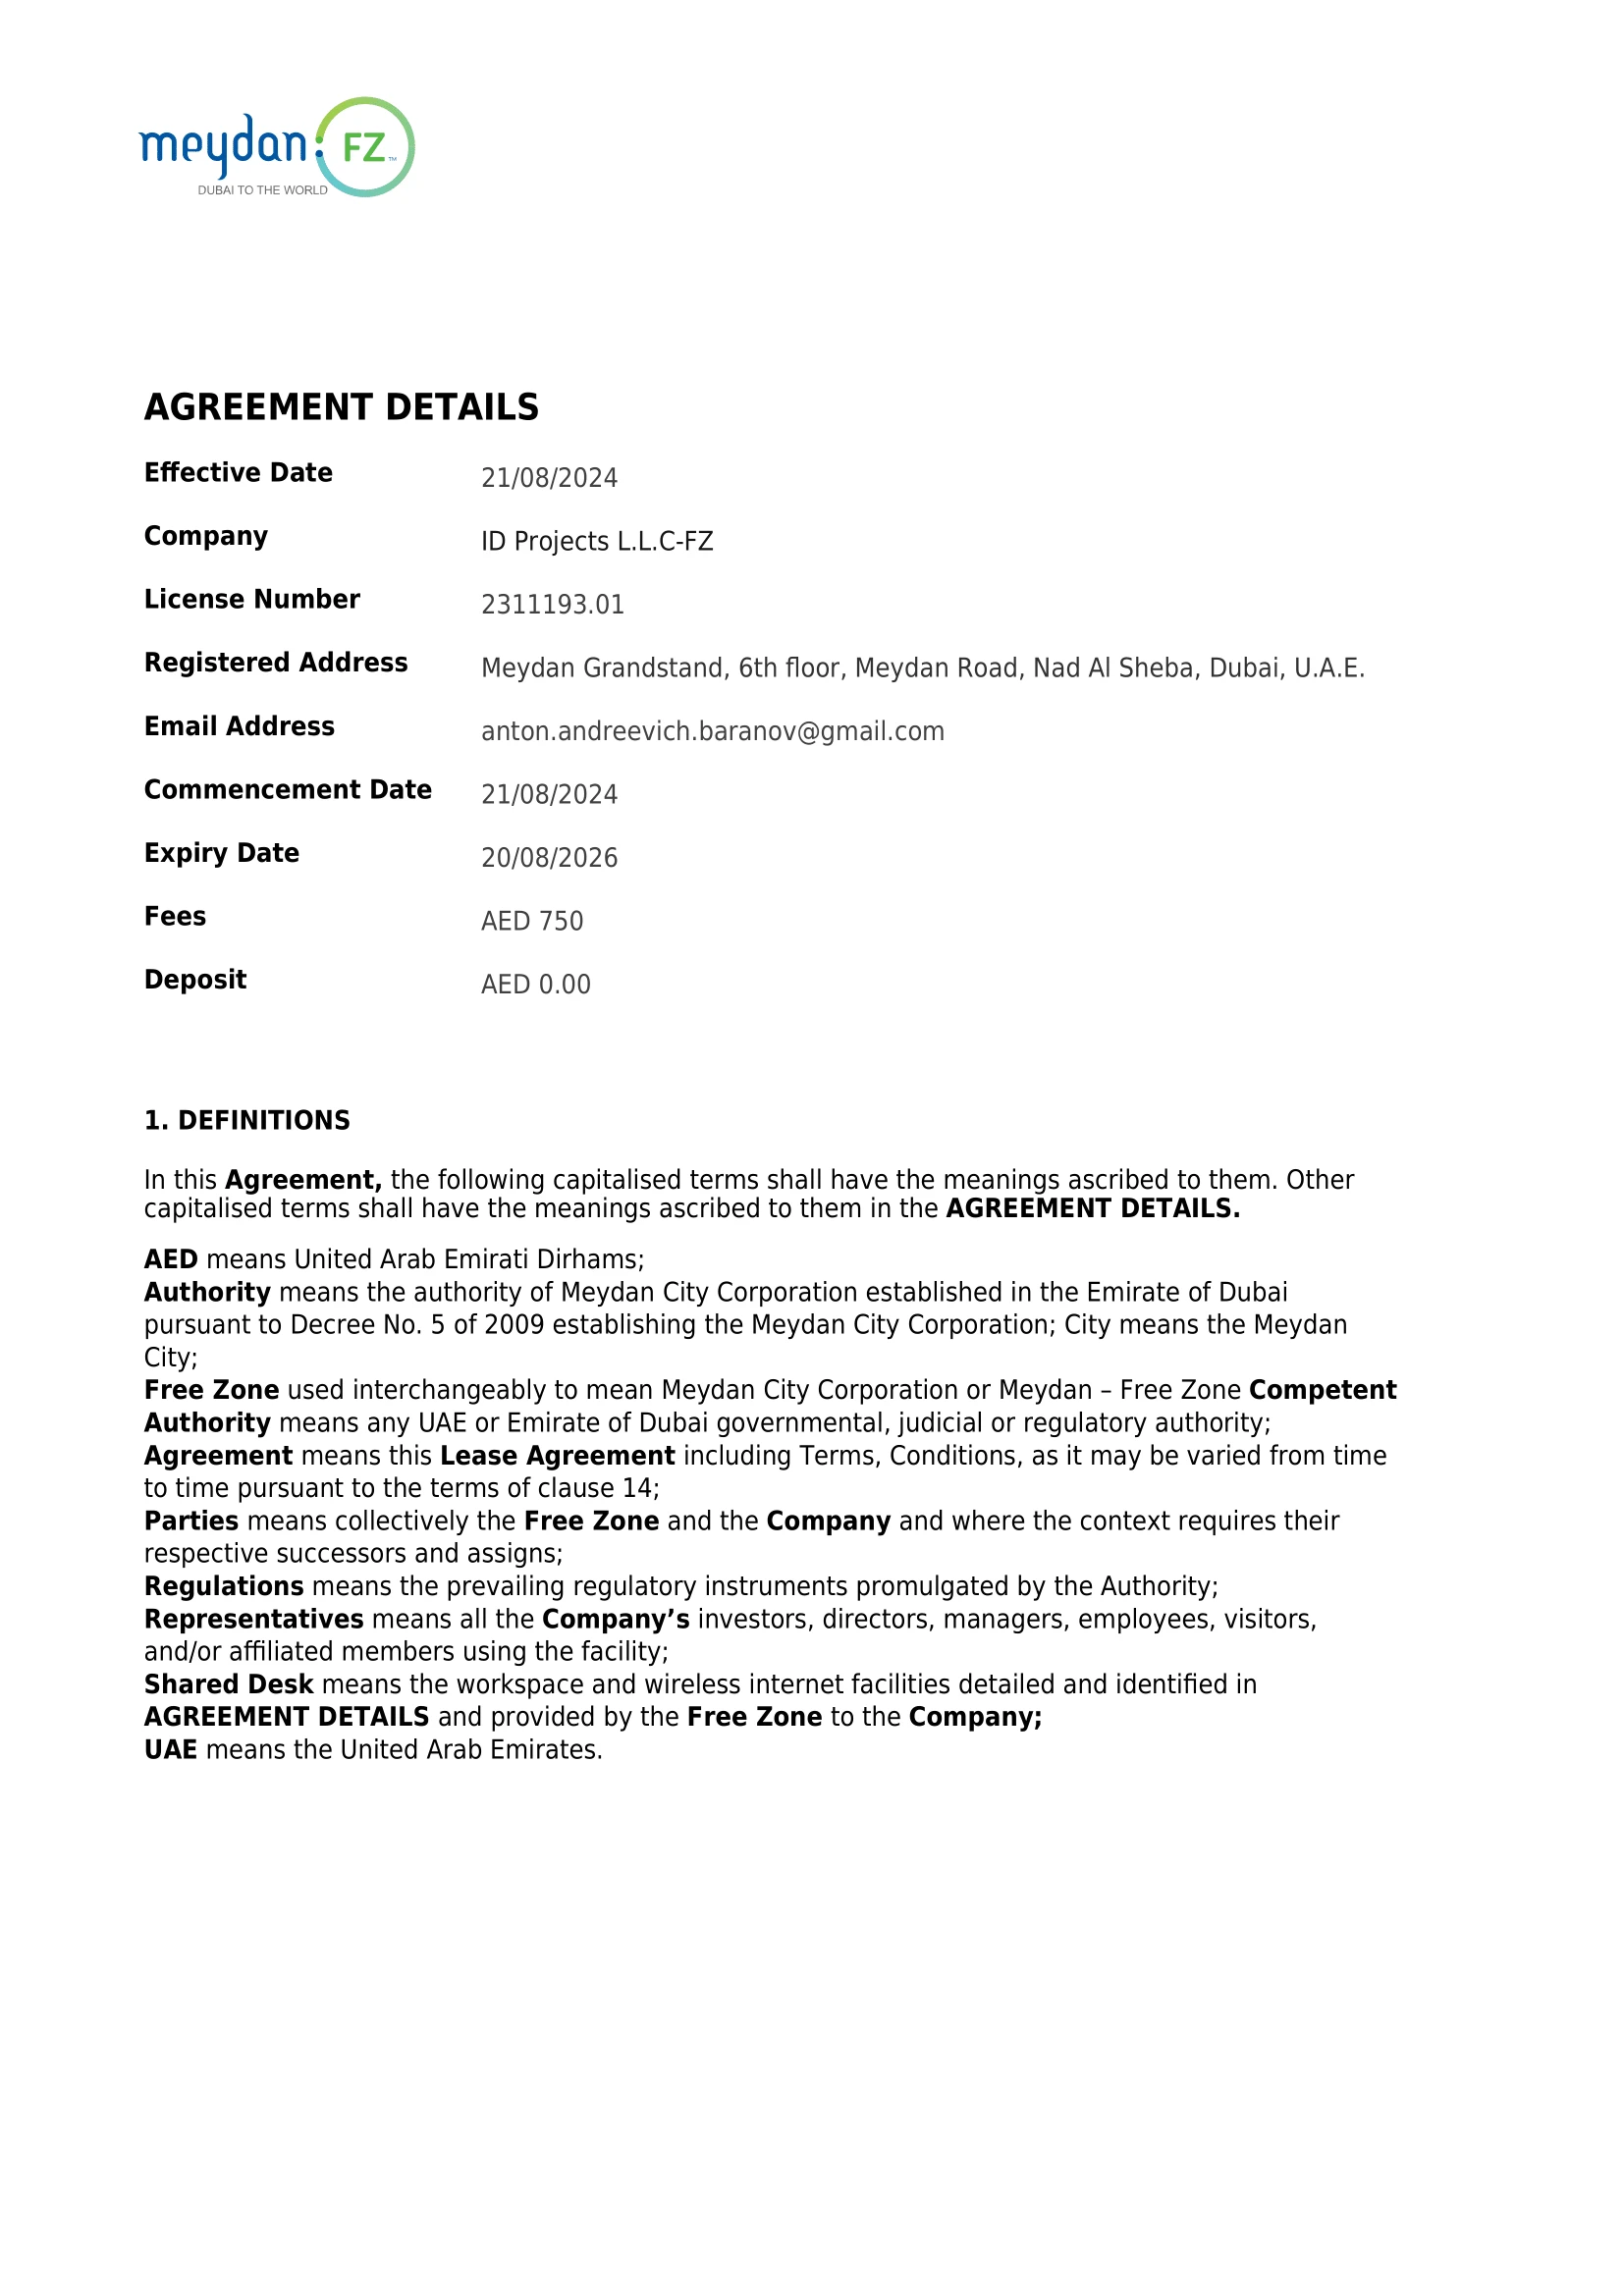 meydan FZ™
DUBAI TO THE WORLD
AGREEMENT DETAILS
Effective Date 21/08/2024
Company ID Projects L.L.C-FZ
License Number 2311193.01
Registered Address Meydan Grandstand, 6th floor, Meydan Road, Nad Al Sheba, Dubai, U.A.E.
Email Address anton.andreevich.baranov@gmail.com
Commencement Date 21/08/2024
Expiry Date 20/08/2026
Fees AED 750
Deposit AED 0.00
1. DEFINITIONS
In this Agreement, the following capitalised terms shall have the meanings ascribed to them. Other
capitalised terms shall have the meanings ascribed to them in the AGREEMENT DETAILS.
AED means United Arab Emirati Dirhams;
Authority means the authority of Meydan City Corporation established in the Emirate of Dubai
pursuant to Decree No. 5 of 2009 establishing the Meydan City Corporation; City means the Meydan
City;
Free Zone used interchangeably to mean Meydan City Corporation or Meydan – Free Zone Competent
Authority means any UAE or Emirate of Dubai governmental, judicial or regulatory authority;
Agreement means this Lease Agreement including Terms, Conditions, as it may be varied from time
to time pursuant to the terms of clause 14;
Parties means collectively the Free Zone and the Company and where the context requires their
respective successors and assigns;
Regulations means the prevailing regulatory instruments promulgated by the Authority;
Representatives means all the Company’s investors, directors, managers, employees, visitors,
and/or affiliated members using the facility;
Shared Desk means the workspace and wireless internet facilities detailed and identified in
AGREEMENT DETAILS and provided by the Free Zone to the Company;
UAE means the United Arab Emirates.